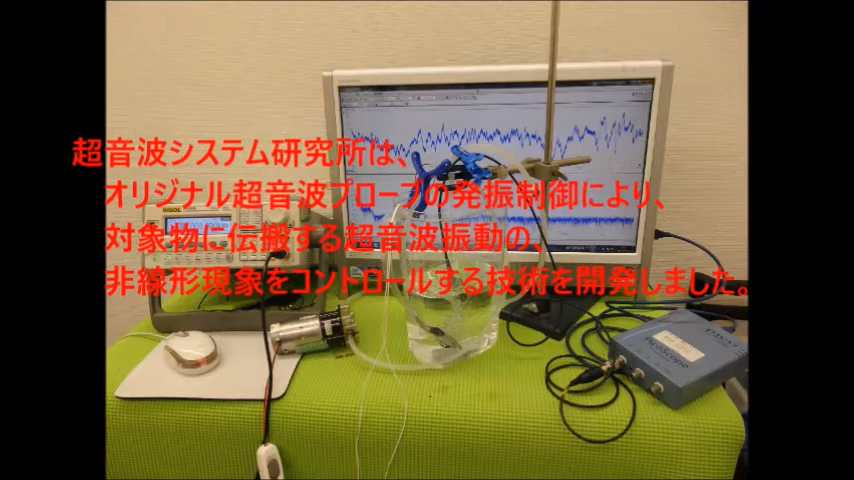 超音波システム研究所は、
オリジナル超音波プローブの発振制御により、
対象物に伝搬する超音波振動の、
非線形現象をコントロールする技術を開発しました。
RIGOL
PicoScope